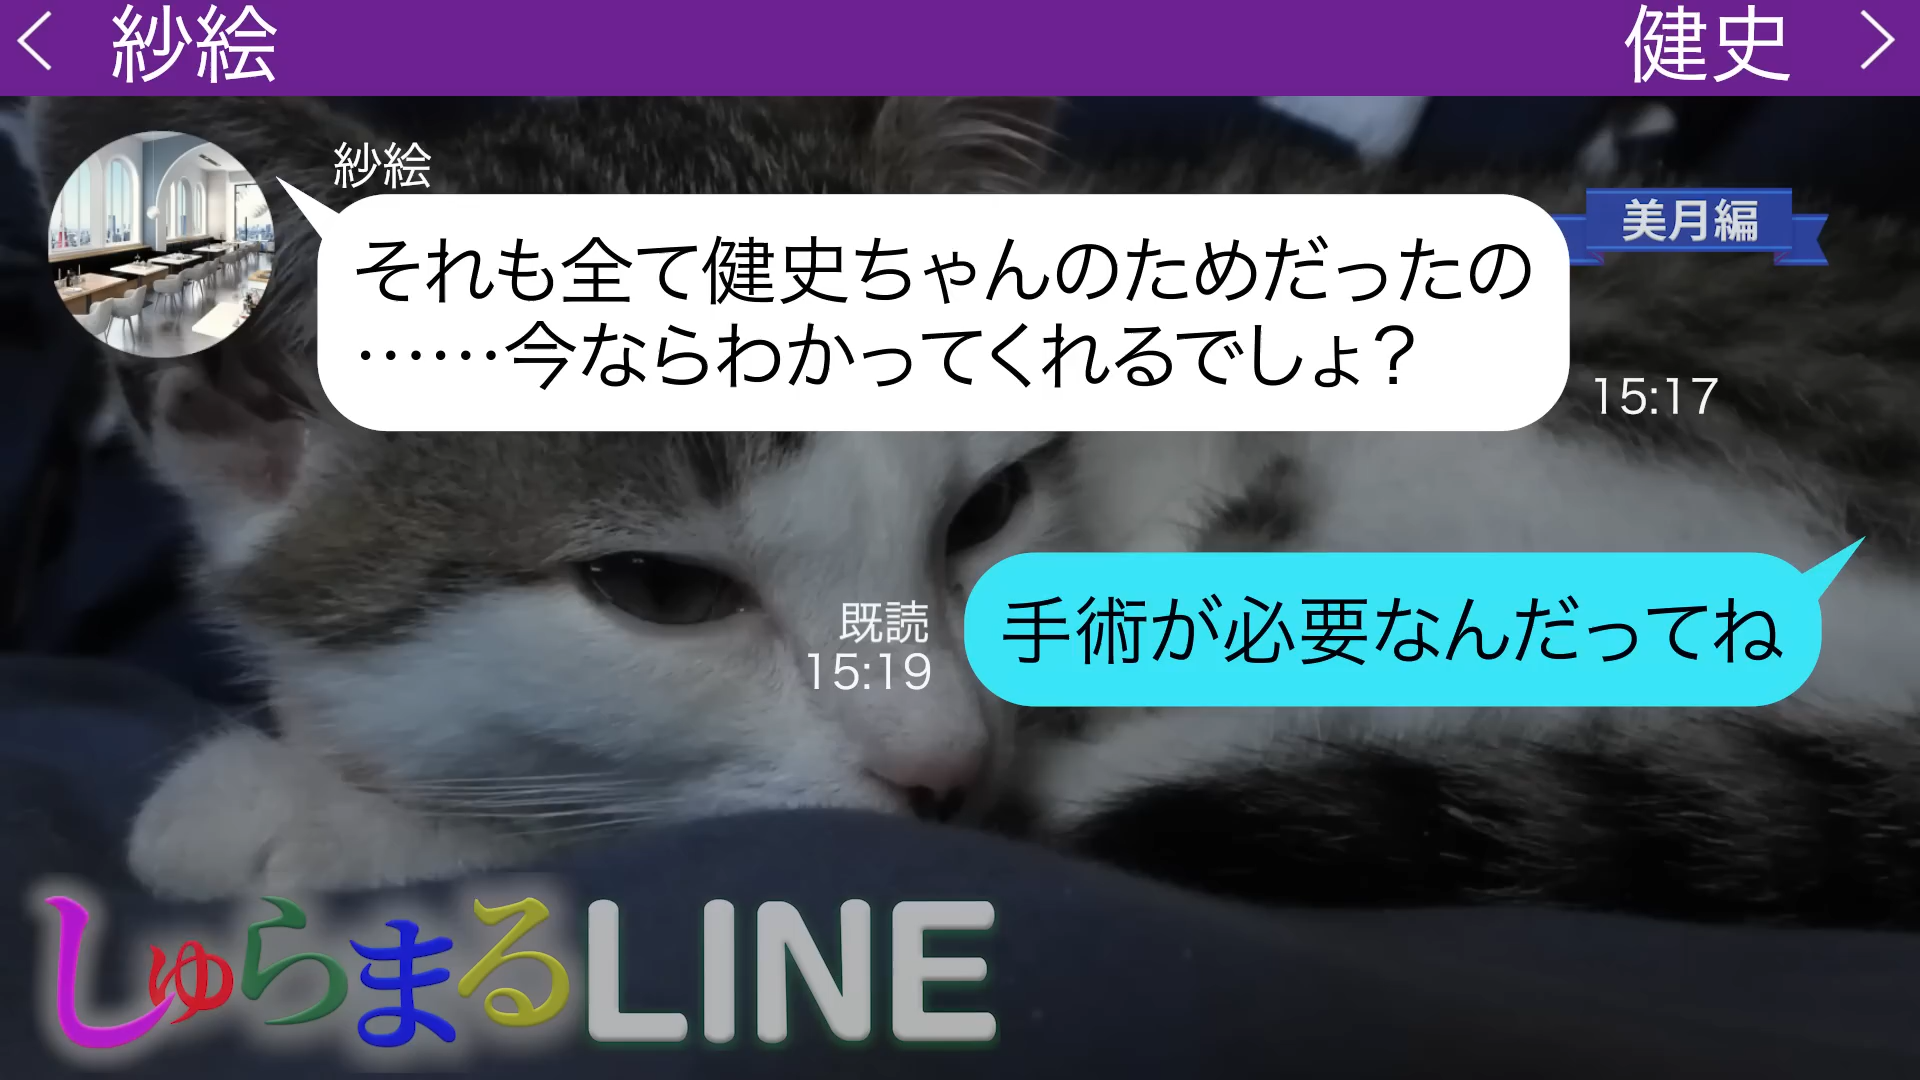 紗絵
健史
紗絵
美月編
それも全て健史ちゃんのためだったの
……今ならわかってくれるでしょ？
15:17
手術が必要なんだってね
既読
15:19
しゅらまるLINE